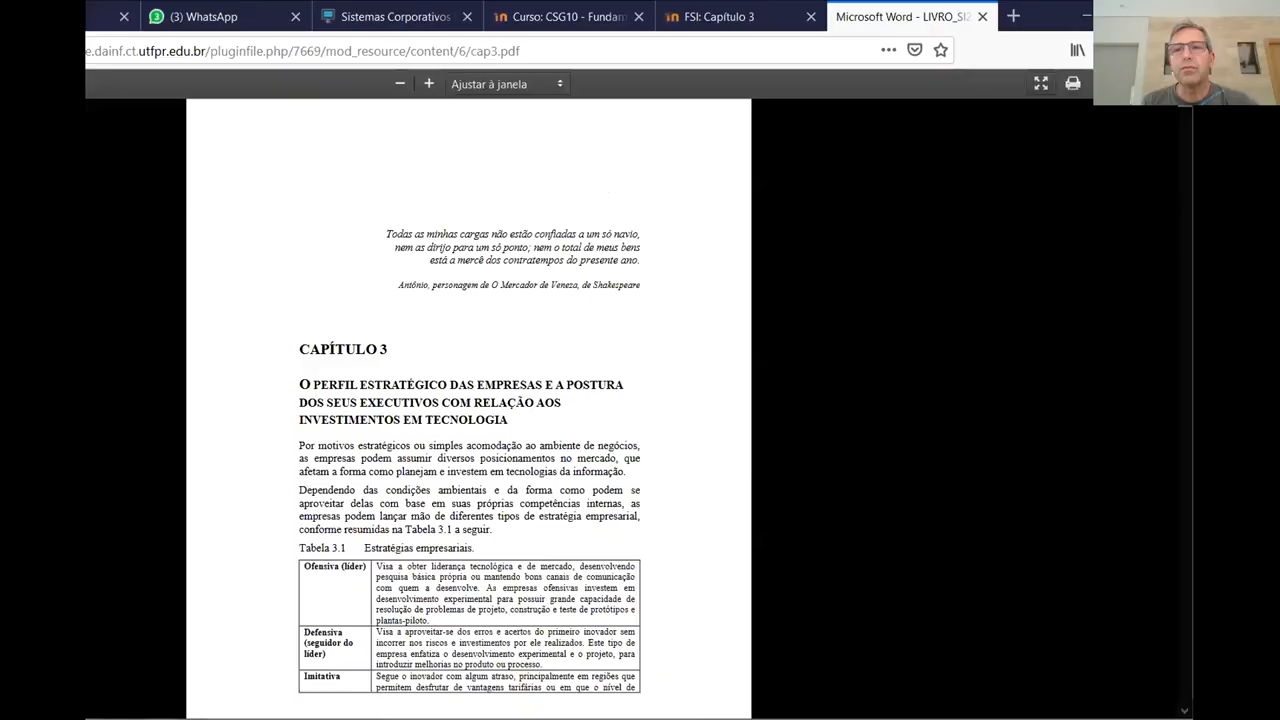 (3) WhatsApp
Sistemas Corporativos
Curso: CSG10 - Fundam
FSI: Capítulo 3
Microsoft Word - LIVRO_SI2
e.dainf.ct.utfpr.edu.br/pluginfile.php/7669/mod_resource/content/6/cap3.pdf
Ajustar à janela
Todas as minhas cargas não estão confiadas a um só navio,
nem as dirijo para um só ponto; nem o total de meus bens
está a mercê dos contratempos do presente ano.
Antônio, personagem de O Mercador de Veneza, de Shakespeare
CAPÍTULO 3
O PERFIL ESTRATÉGICO DAS EMPRESAS E A POSTURA
DOS SEUS EXECUTIVOS COM RELAÇÃO AOS
INVESTIMENTOS EM TECNOLOGIA
Por motivos estratégicos ou simples acomodação ao ambiente de negócios,
as empresas podem assumir diversos posicionamentos no mercado, que
afetam a forma como planejam e investem em tecnologias da informação.
Dependendo das condições ambientais e da forma como podem se
aproveitar delas com base em suas próprias competências internas, as
empresas podem lançar mão de diferentes tipos de estratégia empresarial,
conforme resumidas na Tabela 3.1 a seguir.
Tabela 3.1 Estratégias empresariais.
Ofensiva (líder) Visa a obter liderança tecnológica e de mercado, desenvolvendo
pesquisa básica própria ou mantendo bons canais de comunicação
com quem a desenvolve. As empresas ofensivas investem em
desenvolvimento experimental para possuir grande capacidade de
resolução de problemas de projeto, construção e teste de protótipos e
plantas-piloto.
Defensiva Visa a aproveitar-se dos erros e acertos do primeiro inovador sem
(seguidor do incorrer nos riscos e investimentos por ele realizados. Este tipo de
líder) empresa enfatiza o desenvolvimento experimental e o projeto, para
introduzir melhorias no produto ou processo.
Imitativa Segue o inovador com algum atraso, principalmente em regiões que
permitem desfrutar de vantagens tarifárias ou em que o nível de